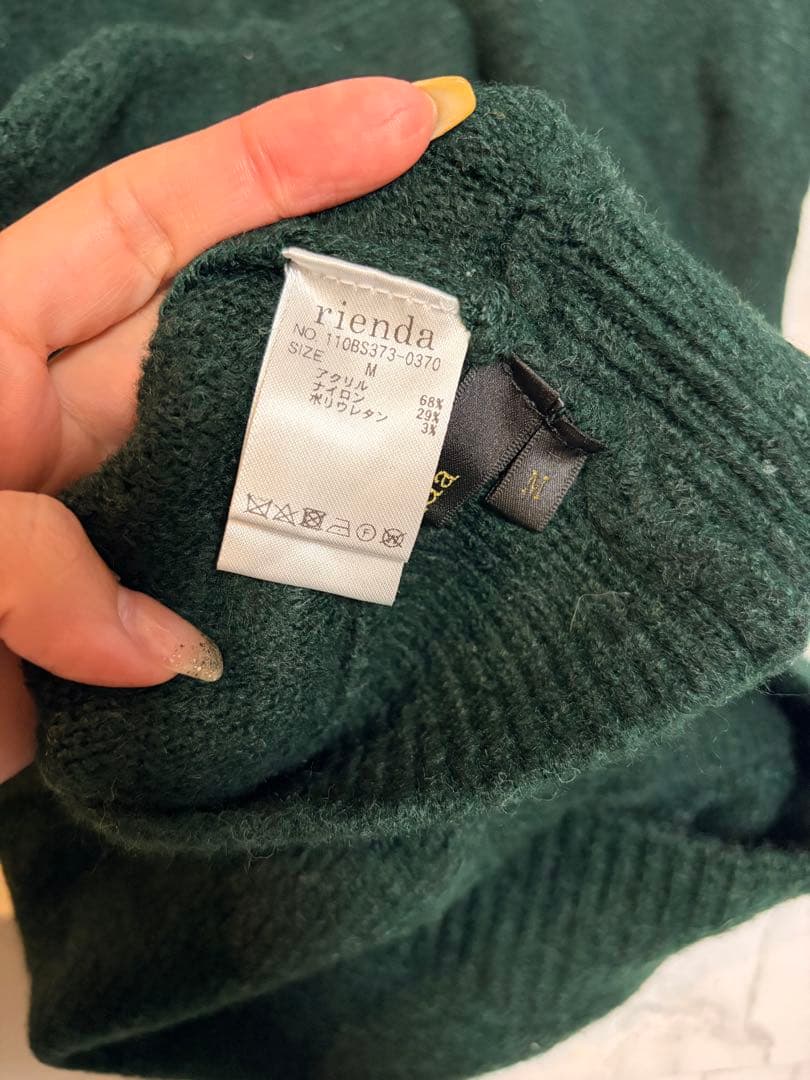 rienda
NO 110BS373-0370
SIZE M
アクリル 68%
ナイロン 29%
ポリウレタン 3%
F
W
M